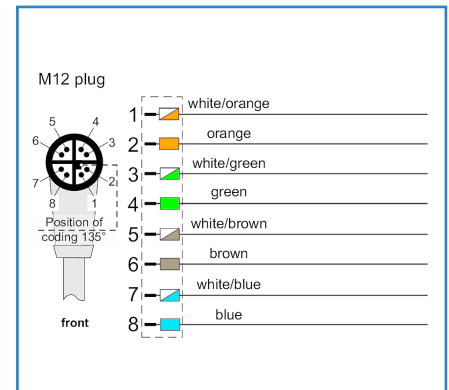 M12 plug
5 4
6 3
7 2
8 1
Position of
coding 135°
front
1 white/orange
2 orange
3 white/green
4 green
5 white/brown
6 brown
7 white/blue
8 blue